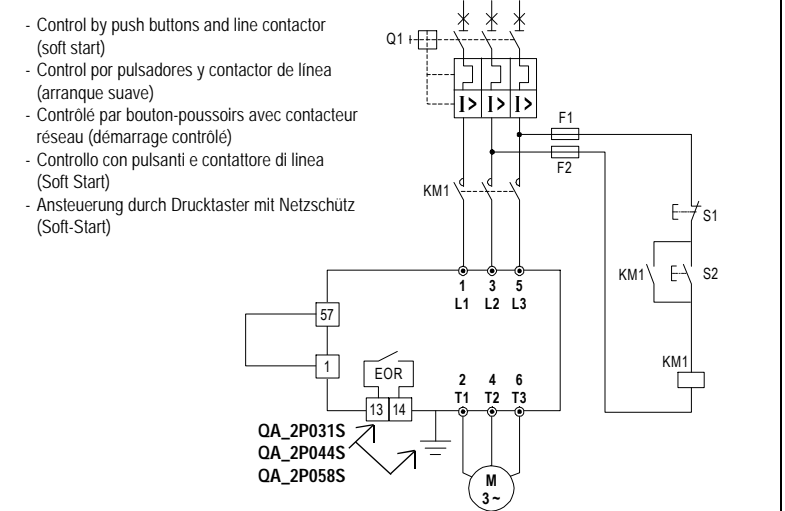 - Control by push buttons and line contactor
(soft start)
- Control por pulsadores y contactor de línea
(arranque suave)
- Contrôlé par bouton-poussoirs avec contacteur
réseau (démarrage contrôlé)
- Controllo con pulsanti e contattore di linea
(Soft Start)
- Ansteuerung durch Drucktaster mit Netzschütz
(Soft-Start)
Q1
I> I> I>
F1
F2
KM1
S1
KM1 S2
KM1
1 3 5
L1 L2 L3
57
1
EOR
13 14
2 4 6
T1 T2 T3
QA_2P031S
QA_2P044S
QA_2P058S
M
3~